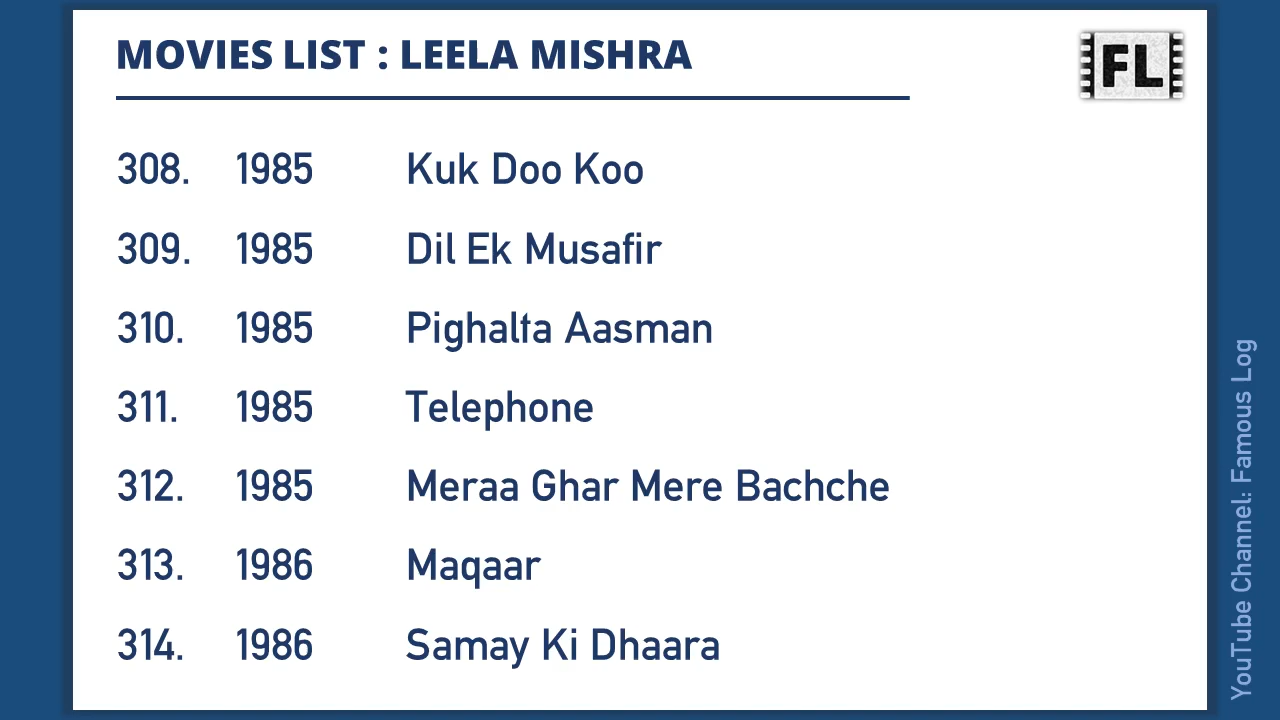 MOVIES LIST : LEELA MISHRA
FL
308. 1985 Kuk Doo Koo
309. 1985 Dil Ek Musafir
310. 1985 Pighalta Aasman
311. 1985 Telephone
312. 1985 Meraa Ghar Mere Bachche
313. 1986 Maqaar
314. 1986 Samay Ki Dhaara
YouTube Channel: Famous Log